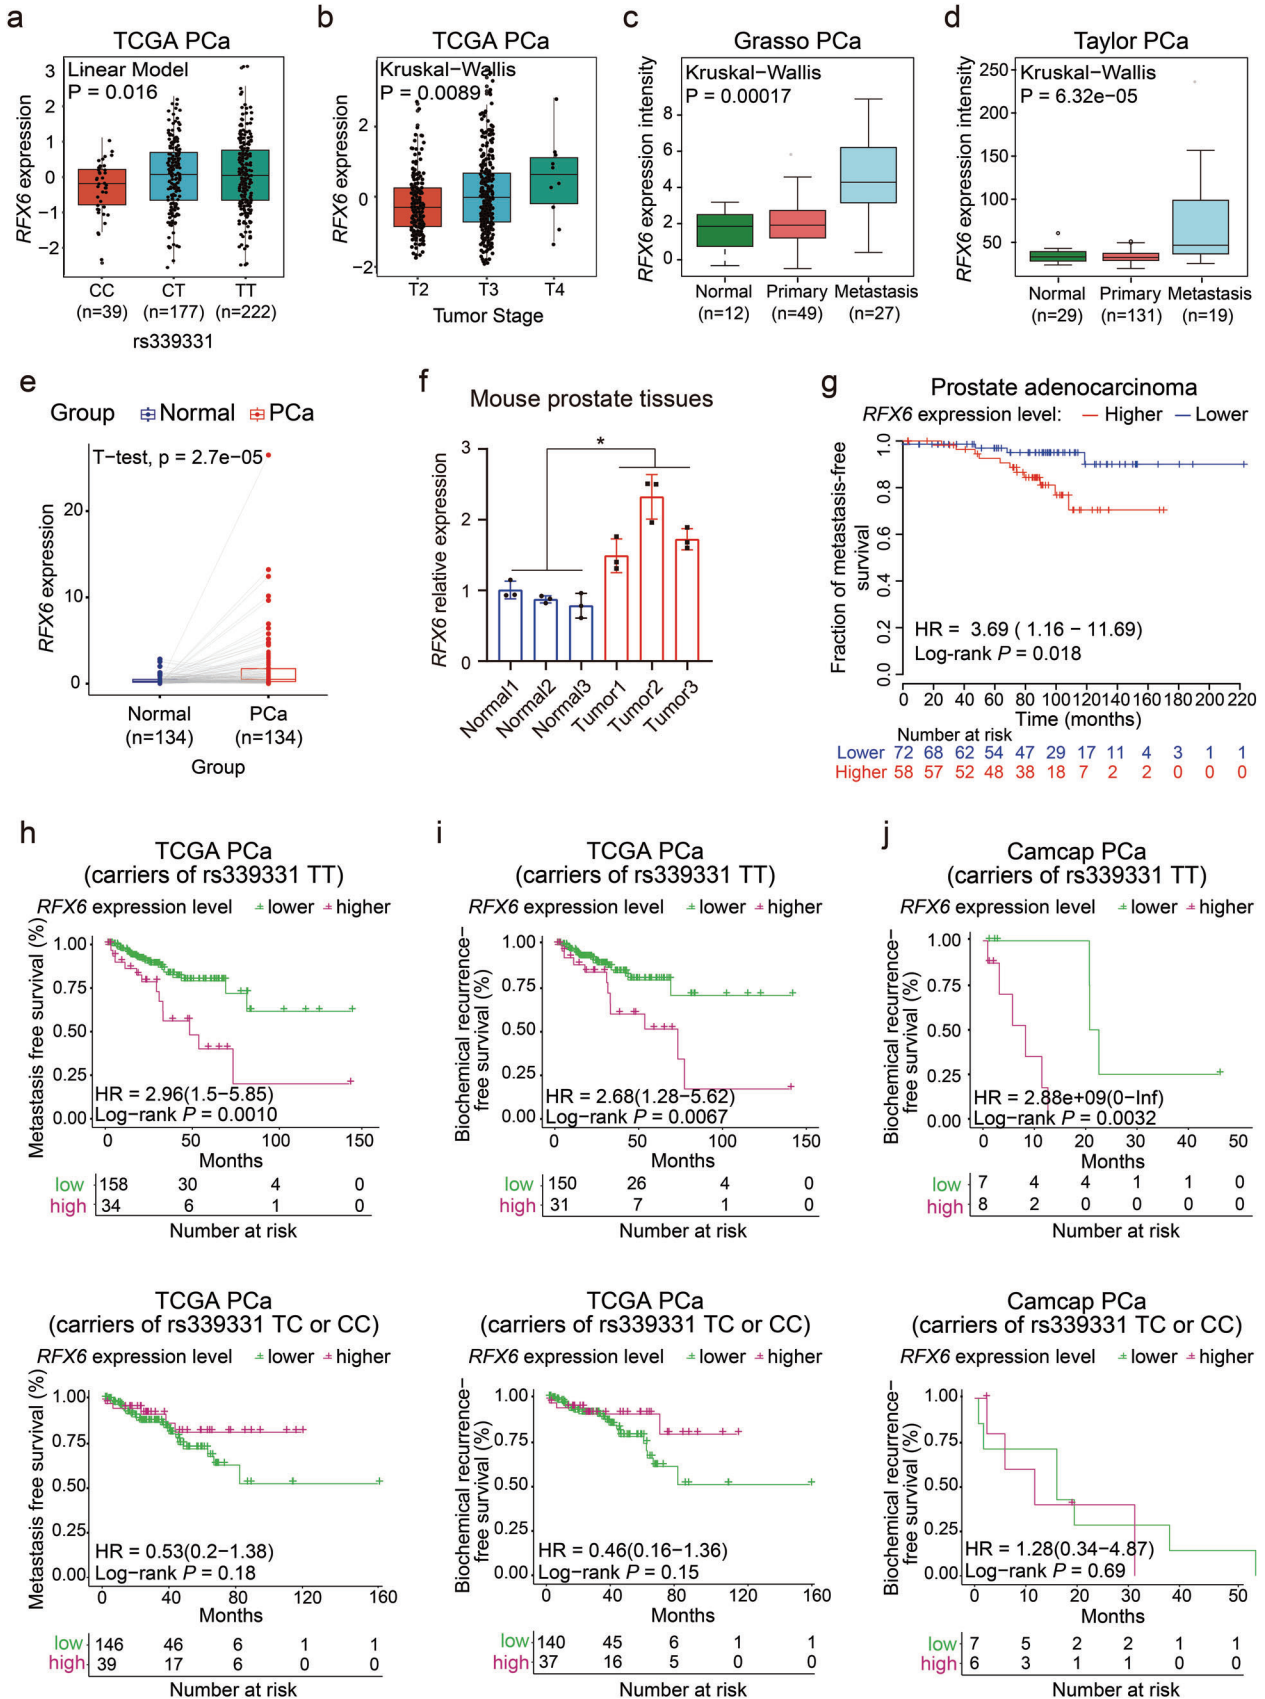 a
TCGA PCa
Linear Model
P = 0.016
RFX6 expression
3
2
1
0
−1
−2
CC CT TT
(n=39) (n=177) (n=222)
rs339331
b
TCGA PCa
Kruskal−Wallis
P = 0.0089
RFX6 expression
2
0
−2
T2 T3 T4
Tumor Stage
c
Grasso PCa
Kruskal−Wallis
P = 0.00017
RFX6 expression intensity
8
6
4
2
0
Normal Primary Metastasis
(n=12) (n=49) (n=27)
d
Taylor PCa
Kruskal−Wallis
P = 6.32e−05
RFX6 expression intensity
250
200
150
100
50
Normal Primary Metastasis
(n=29) (n=131) (n=19)
e
Group Normal PCa
T−test, p = 2.7e−05
RFX6 expression
20
10
0
Normal PCa
(n=134) (n=134)
Group
f
Mouse prostate tissues
*
RFX6 relative expression
3
2
1
0
Normal1 Normal2 Normal3 Tumor1 Tumor2 Tumor3
g
Prostate adenocarcinoma
RFX6 expression level: Higher Lower
Fraction of metastasis-free
survival
1.0
0.8
0.6
0.4
0.2
0.0
HR = 3.69 ( 1.16 − 11.69)
Log-rank P = 0.018
0 20 40 60 80 100 120 140 160 180 200 220
Time (months)
Number at risk
Lower 72 68 62 54 47 29 17 11 4 3 1 1
Higher 58 57 52 48 38 18 7 2 2 0 0 0
h
TCGA PCa
(carriers of rs339331 TT)
RFX6 expression level lower higher
Metastasis free survival (%)
1.00
0.75
0.50
0.25
0.00
HR = 2.96(1.5−5.85)
Log−rank P = 0.0010
0 50 100 150
Months
low 158 30 4 0
high 34 6 1 0
Number at risk
i
TCGA PCa
(carriers of rs339331 TT)
RFX6 expression level lower higher
Biochemical recurrence−
free survival (%)
1.00
0.75
0.50
0.25
0.00
HR = 2.68(1.28−5.62)
Log−rank P = 0.0067
0 50 100 150
Months
low 150 26 4 0
high 31 7 1 0
Number at risk
j
Camcap PCa
(carriers of rs339331 TT)
RFX6 expression level lower higher
Biochemical recurrence−
free survival (%)
1.00
0.75
0.50
0.25
0.00
HR = 2.88e+09(0−Inf)
Log−rank P = 0.0032
0 10 20 30 40 50
Months
low 7 4 4 1 1 0
high 8 2 0 0 0 0
Number at risk
TCGA PCa
(carriers of rs339331 TC or CC)
RFX6 expression level lower higher
Metastasis free survival (%)
1.00
0.75
0.50
0.25
0.00
HR = 0.53(0.2−1.38)
Log−rank P = 0.18
0 40 80 120 160
Months
low 146 46 6 1 1
high 39 17 6 0 0
Number at risk
TCGA PCa
(carriers of rs339331 TC or CC)
RFX6 expression level lower higher
Biochemical recurrence−
free survival (%)
1.00
0.75
0.50
0.25
0.00
HR = 0.46(0.16−1.36)
Log−rank P = 0.15
0 40 80 120 160
Months
low 140 45 6 1 1
high 37 16 5 0 0
Number at risk
Camcap PCa
(carriers of rs339331 TC or CC)
RFX6 expression level lower higher
Biochemical recurrence−
free survival (%)
1.00
0.75
0.50
0.25
0.00
HR = 1.28(0.34−4.87)
Log−rank P = 0.69
0 10 20 30 40 50
Months
low 7 5 2 2 1 1
high 6 3 1 1 0 0
Number at risk